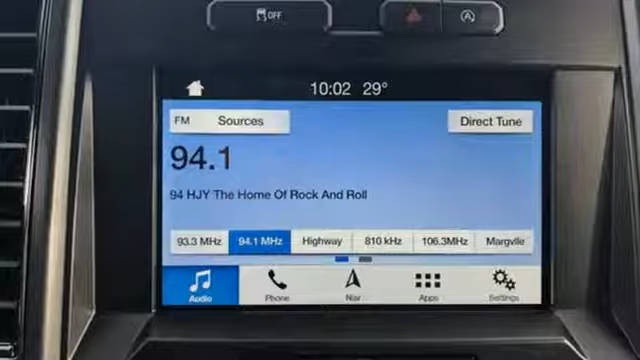 OFF
10:02 29°
FM Sources Direct Tune
94.1
94 HJY The Home Of Rock And Roll
93.3 MHz 94.1 MHz Highway 810 kHz 106.3MHz Margvlle
Audio Phone Nav Apps Settings